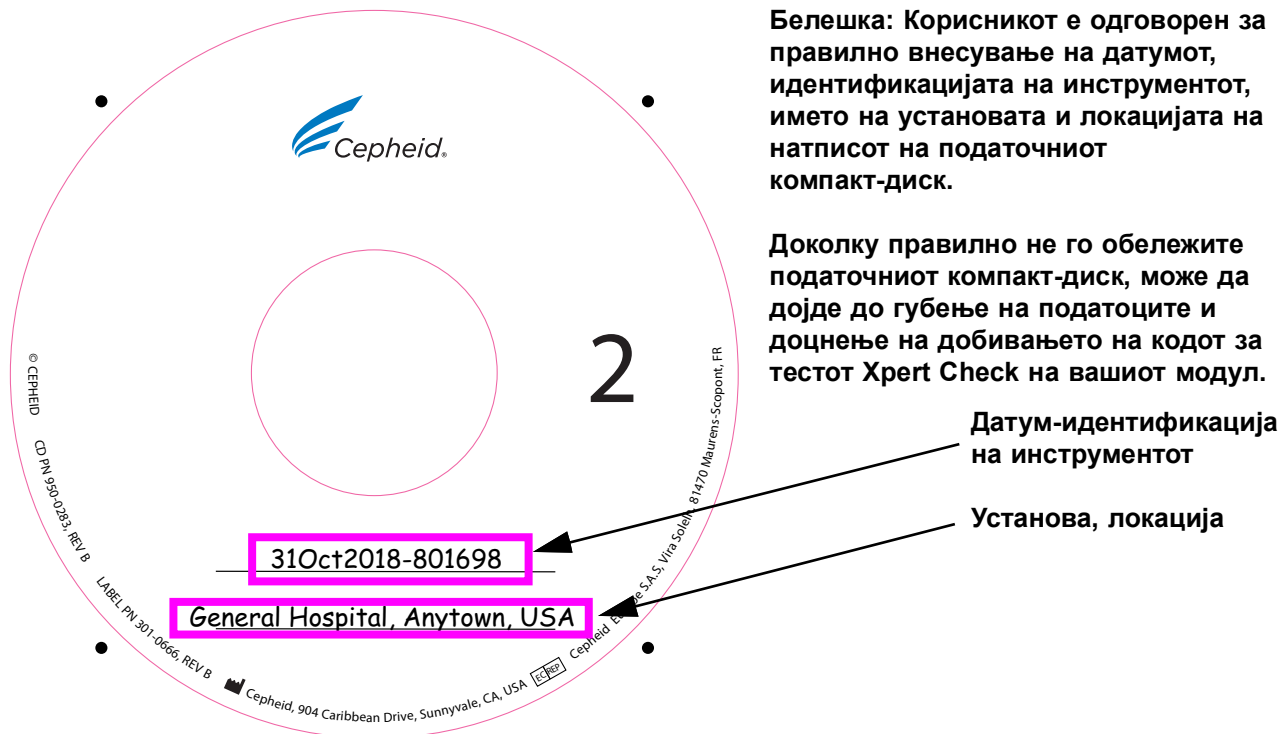 Белешка: Корисникот е одговорен за
правилно внесување на датумот,
идентификацијата на инструментот,
името на установата и локацијата на
натписот на податочниот
компакт-диск.
Доколку правилно не го обележите
податочниот компакт-диск, може да
дојде до губење на податоците и
доцнење на добивањето на кодот за
тестот Xpert Check на вашиот модул.
Датум-идентификација
на инструментот
Установа, локација
Cepheid®
2
31Oct2018-801698
General Hospital, Anytown, USA
© CEPHEID CD PN 950-0283, REV B LABEL PN 301-0666, REV B Cepheid, 904 Caribbean Drive, Sunnyvale, CA, USA EC REP Cepheid S.A.S, Vira Soleih, 81470 Maurens-Scopont, FR